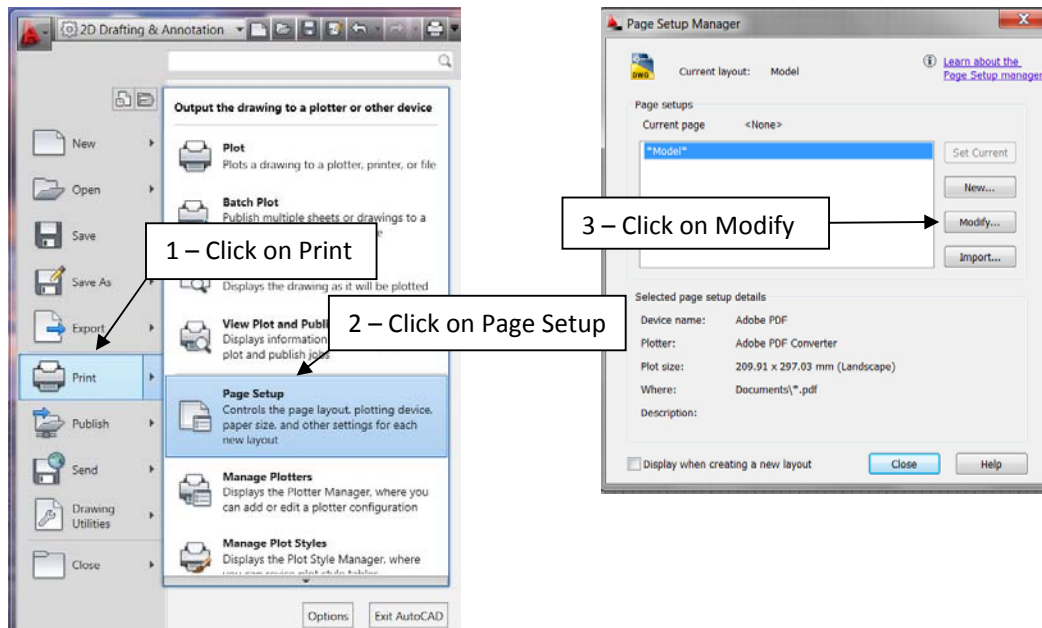 2D Drafting & Annotation
Output the drawing to a plotter or other device
New
Open
Save
Save As
Export
Print
Publish
Send
Drawing
Utilities
Close
Plot
Plots a drawing to a plotter, printer, or file
Batch Plot
Publish multiple sheets or drawings to a
1 – Click on Print
Displays the drawing as it will be plotted
View Plot and Publi
Displays information
plot and publish jobs
2 – Click on Page Setup
Page Setup
Controls the page layout, plotting device,
paper size, and other settings for each
new layout
Manage Plotters
Displays the Plotter Manager, where you
can add or edit a plotter configuration
Manage Plot Styles
Displays the Plot Style Manager, where
you can revise plot style tables
Options
Exit AutoCAD
Page Setup Manager
DWG
Current layout: Model
Learn about the
Page Setup manager
Page setups
Current page <None>
*Model*
Set Current
New...
3 – Click on Modify
Modify...
Import...
Selected page setup details
Device name: Adobe PDF
Plotter: Adobe PDF Converter
Plot size: 209.91 x 297.03 mm (Landscape)
Where: Documents\*.pdf
Description:
Display when creating a new layout
Close
Help